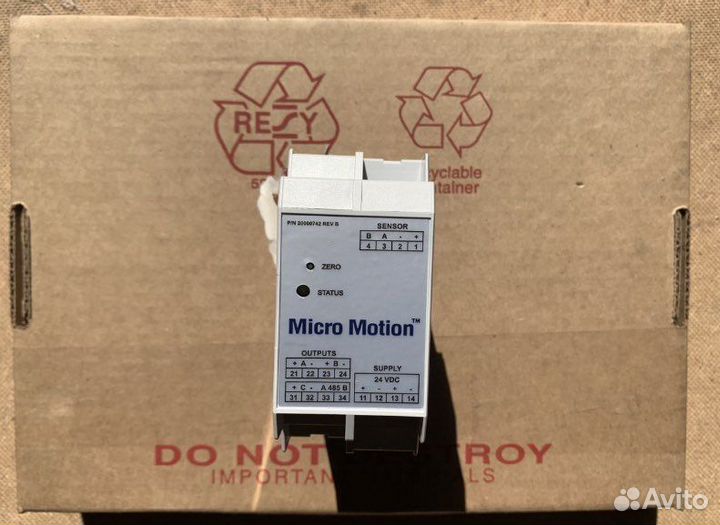 RESY
yclable
ntainer
P/N 20000742 REV B
SENSOR
B A - +
4 3 2 1
ZERO
STATUS
Micro Motion™
OUTPUTS
+ A - + B -
21 22 23 24
+ C - A 485 B
31 32 33 34
SUPPLY
24 VDC
+ - + -
11 12 13 14
DO NOT TROY
IMPORTAN LS
Avito